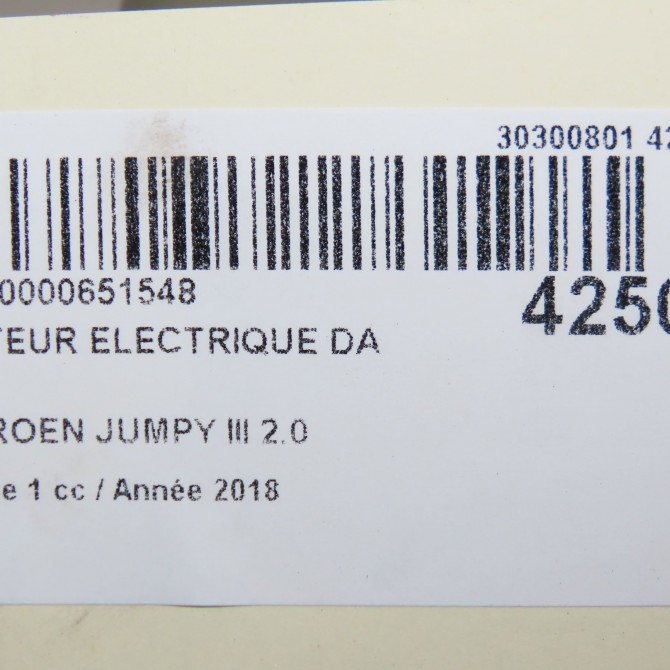 30300801 42
0000651548
4250
TEUR ELECTRIQUE DA
ROEN JUMPY III 2.0
e 1 cc / Année 2018